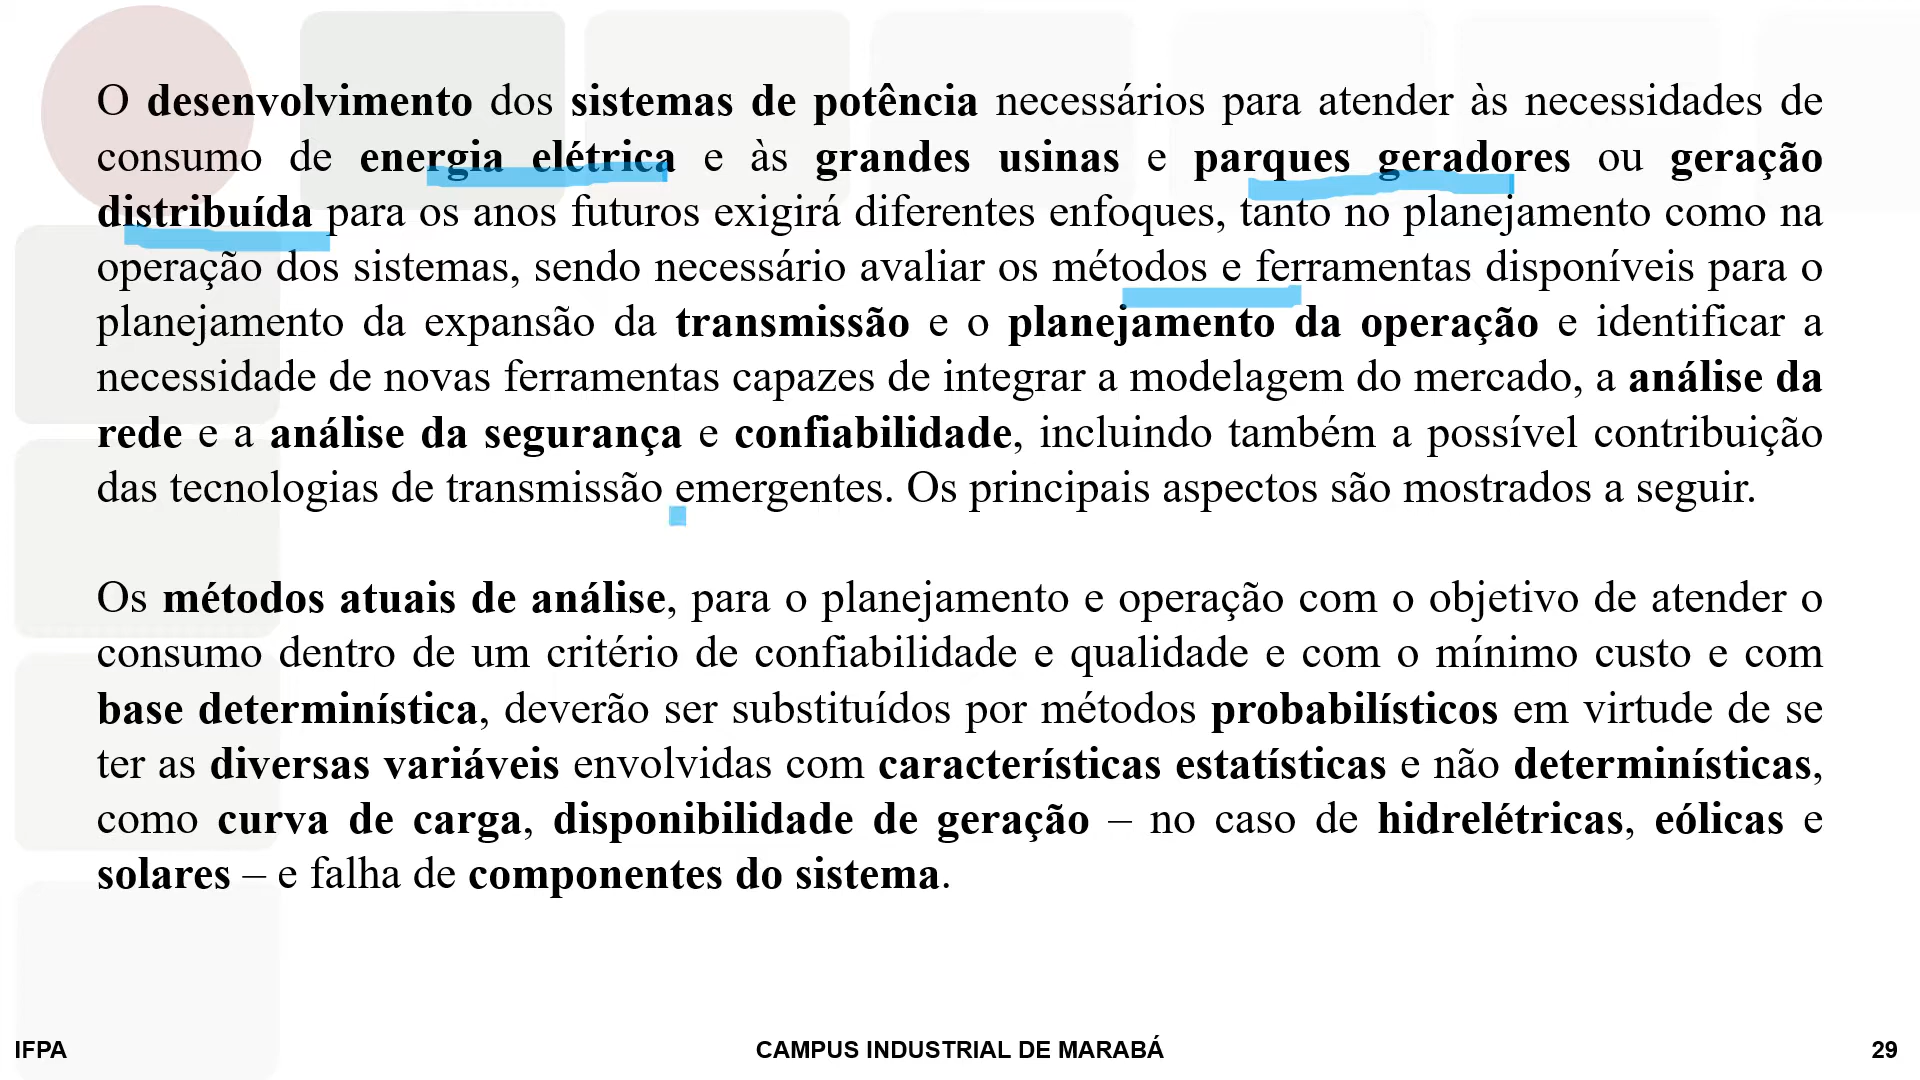 O desenvolvimento dos sistemas de potência necessários para atender às necessidades de
consumo de energia elétrica e às grandes usinas e parques geradores ou geração
distribuída para os anos futuros exigirá diferentes enfoques, tanto no planejamento como na
operação dos sistemas, sendo necessário avaliar os métodos e ferramentas disponíveis para o
planejamento da expansão da transmissão e o planejamento da operação e identificar a
necessidade de novas ferramentas capazes de integrar a modelagem do mercado, a análise da
rede e a análise da segurança e confiabilidade, incluindo também a possível contribuição
das tecnologias de transmissão emergentes. Os principais aspectos são mostrados a seguir.
Os métodos atuais de análise, para o planejamento e operação com o objetivo de atender o
consumo dentro de um critério de confiabilidade e qualidade e com o mínimo custo e com
base determinística, deverão ser substituídos por métodos probabilísticos em virtude de se
ter as diversas variáveis envolvidas com características estatísticas e não determinísticas,
como curva de carga, disponibilidade de geração – no caso de hidrelétricas, eólicas e
solares – e falha de componentes do sistema.
IFPA
CAMPUS INDUSTRIAL DE MARABÁ
29